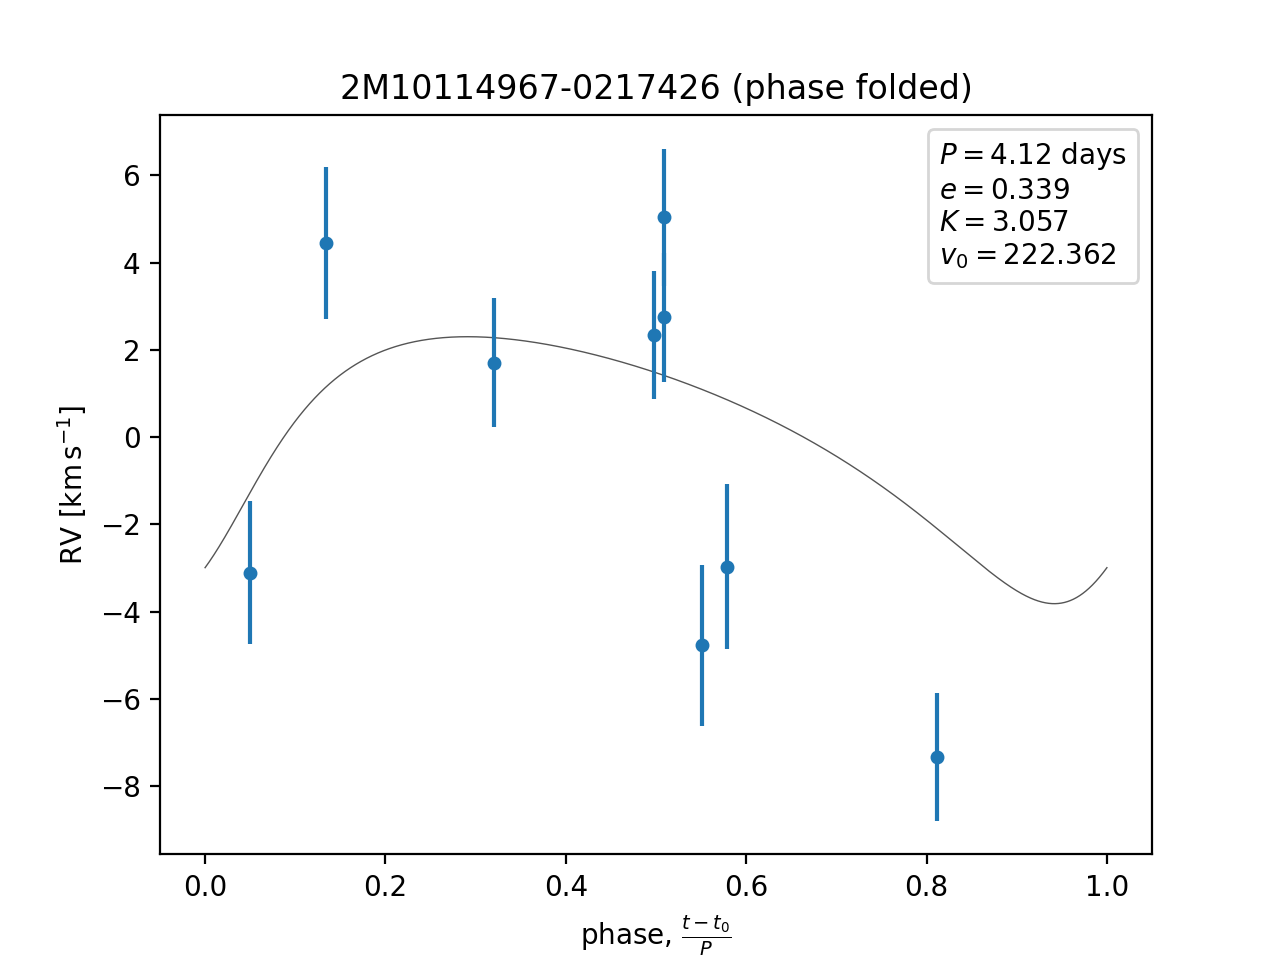 2M10114967-0217426 (phase folded)
P = 4.12 days
e = 0.339
K = 3.057
v₀ = 222.362
6
4
2
0
−2
−4
−6
−8
RV [km s⁻¹]
0.0 0.2 0.4 0.6 0.8 1.0
phase, (t − t₀)/P